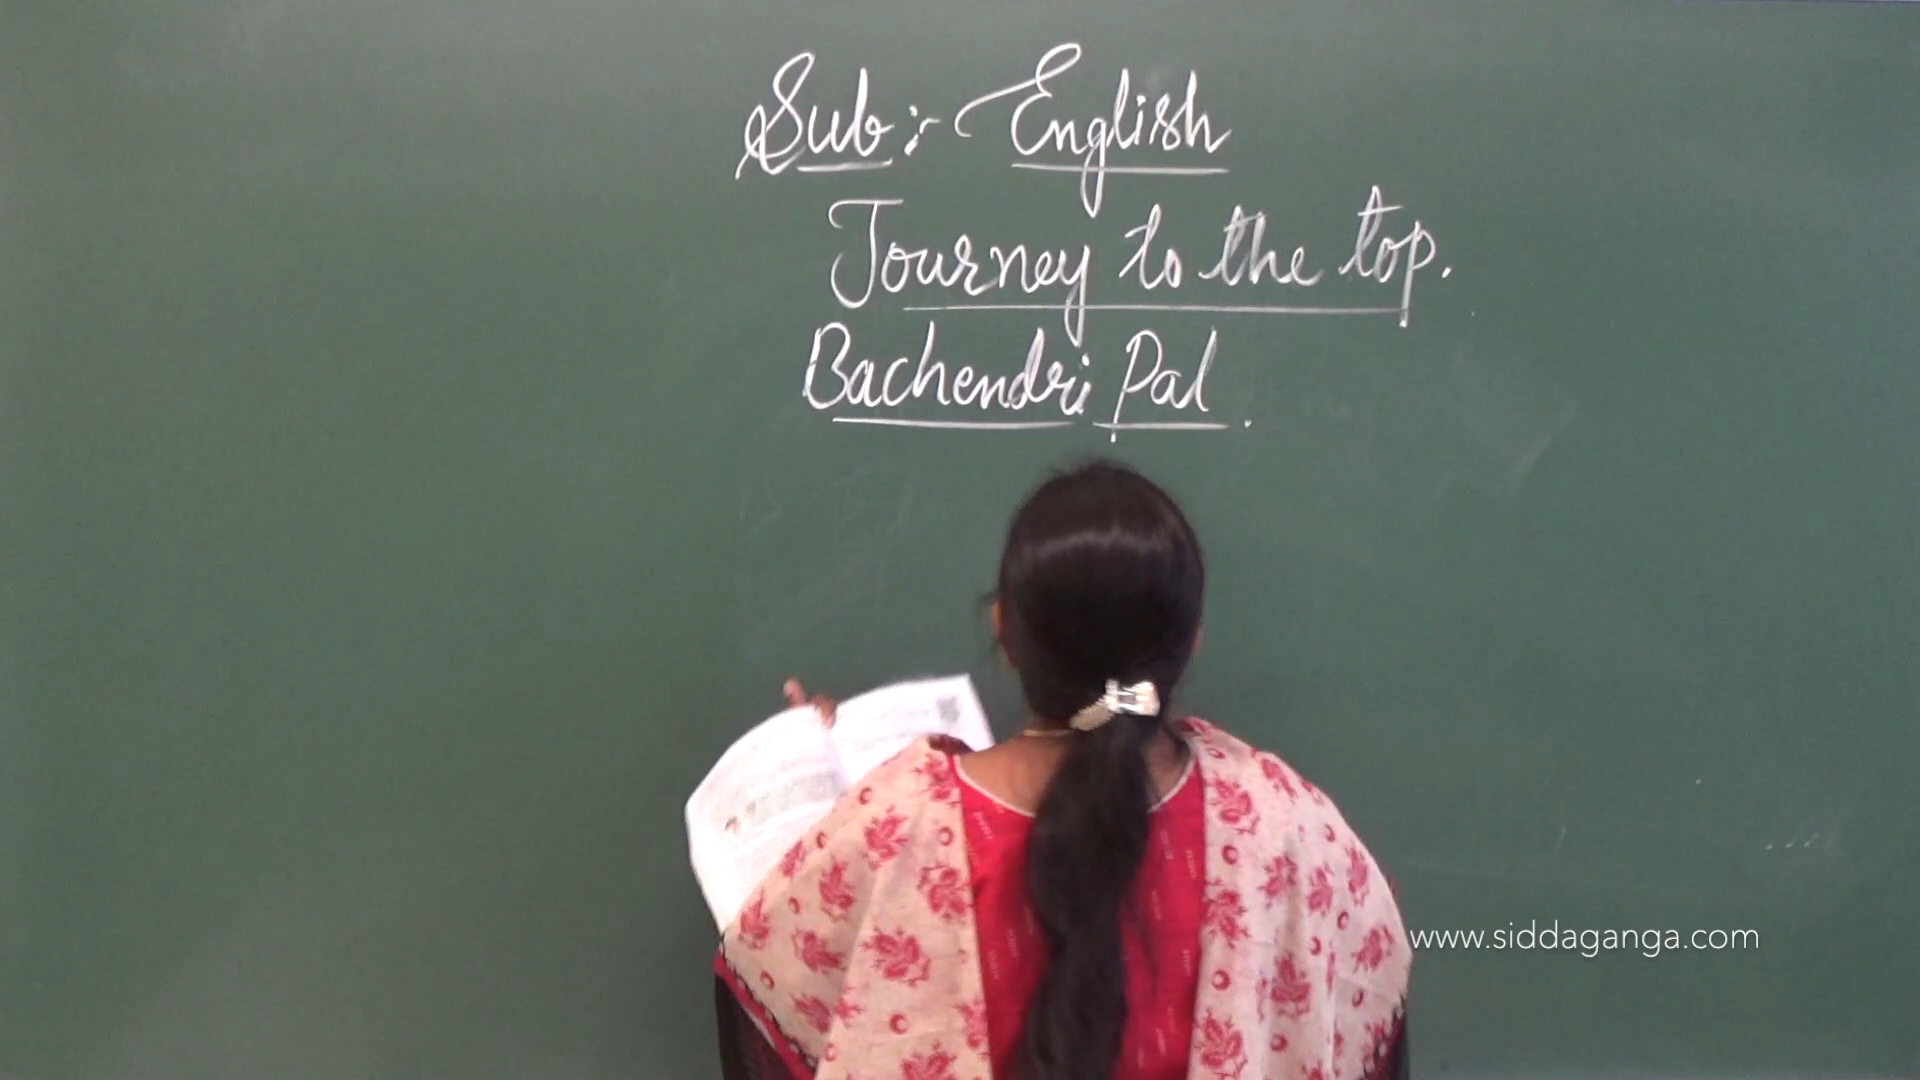 Sub:- English
Journey to the top.
Bachendri Pal.
www.siddaganga.com